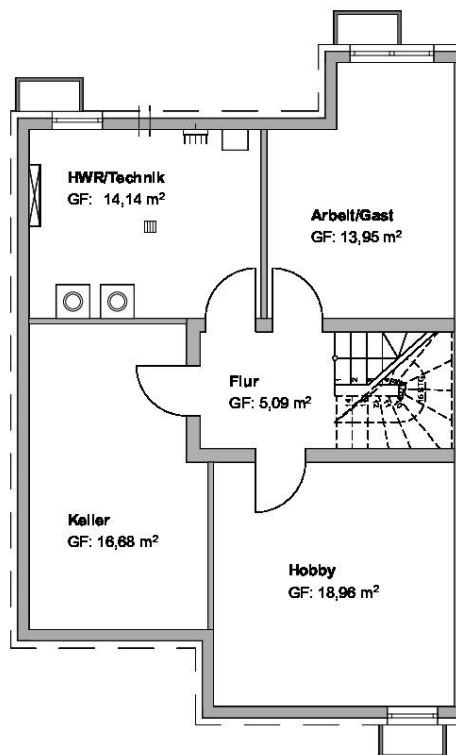 HWR/Technik
GF: 14,14 m²
Arbeit/Gast
GF: 13,95 m²
Flur
GF: 5,09 m²
Keller
GF: 16,68 m²
Hobby
GF: 18,96 m²